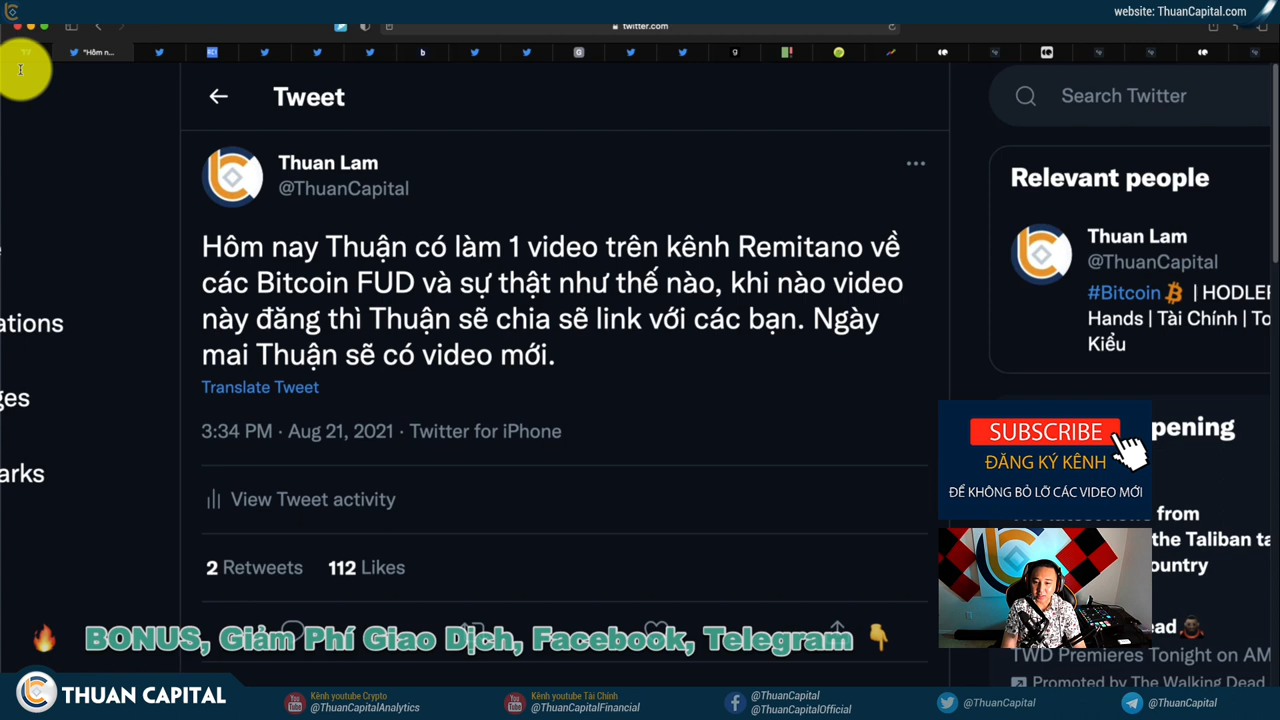 website: ThuanCapital.com
twitter.com
"Hôm n...
Tweet
Search Twitter
Thuan Lam
@ThuanCapital
Hôm nay Thuận có làm 1 video trên kênh Remitano về
các Bitcoin FUD và sự thật như thế nào, khi nào video
này đăng thì Thuận sẽ chia sẽ link với các bạn. Ngày
mai Thuận sẽ có video mới.
Translate Tweet
3:34 PM · Aug 21, 2021 · Twitter for iPhone
View Tweet activity
2 Retweets 112 Likes
ations
ges
arks
Relevant people
Thuan Lam
@ThuanCapital
#Bitcoin | HODLER
Hands | Tài Chính | To
Kiểu
pening
SUBSCRIBE
ĐĂNG KÝ KÊNH
ĐỂ KHÔNG BỎ LỠ CÁC VIDEO MỚI
from
the Taliban ta
country
ead
TWD Premieres Tonight on AM
Promoted by The Walking Dead
BONUS, Giảm Phí Giao Dịch, Facebook, Telegram
THUAN CAPITAL
Kênh youtube Crypto
@ThuanCapitalAnalytics
Kênh youtube Tài Chính
@ThuanCapitalFinancial
@ThuanCapital
@ThuanCapitalOfficial
@ThuanCapital
@ThuanCapital